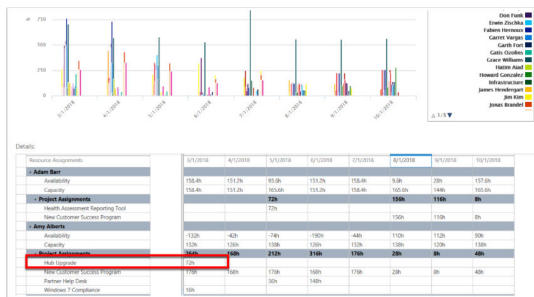 750
500
250
0
3/1/2018
4/1/2018
5/1/2018
6/1/2018
7/1/2018
8/1/2018
9/1/2018
10/1/2018
Don Funk
Erwin Zischka
Fabien Hernoux
Garret Vargas
Garth Fort
Gatis Ozolins
Grace Williams
Hatim Aiad
Howard Gonzalez
Infrastructure
James Hendergart
Jim Kim
Jonas Brandel
1/3
Details:
Resource Assignments 3/1/2018 4/1/2018 5/1/2018 6/1/2018 7/1/2018 8/1/2018 9/1/2018 10/1/2018
Adam Barr
Availability 158.4h 151.2h 93.6h 151.2h 158.4h 9.6h 28h 157.6h
Capacity 158.4h 151.2h 165.6h 151.2h 158.4h 165.6h 144h 165.6h
Project Assignments 72h 156h 116h 8h
Health Assessment Reporting Tool 72h
New Customer Success Program 156h 116h 8h
Amy Alberts
Availability -132h -42h -74h -190h -44h 110h 112h 90h
Capacity 132h 126h 138h 126h 132h 138h 120h 138h
Project Assignments 264h 168h 212h 316h 176h 28h 8h 48h
Hub Upgrade 72h
New Customer Success Program 176h 168h 176h 168h 176h 28h 8h 48h
Partner Help Desk 148h
Windows 7 Compliance 16h